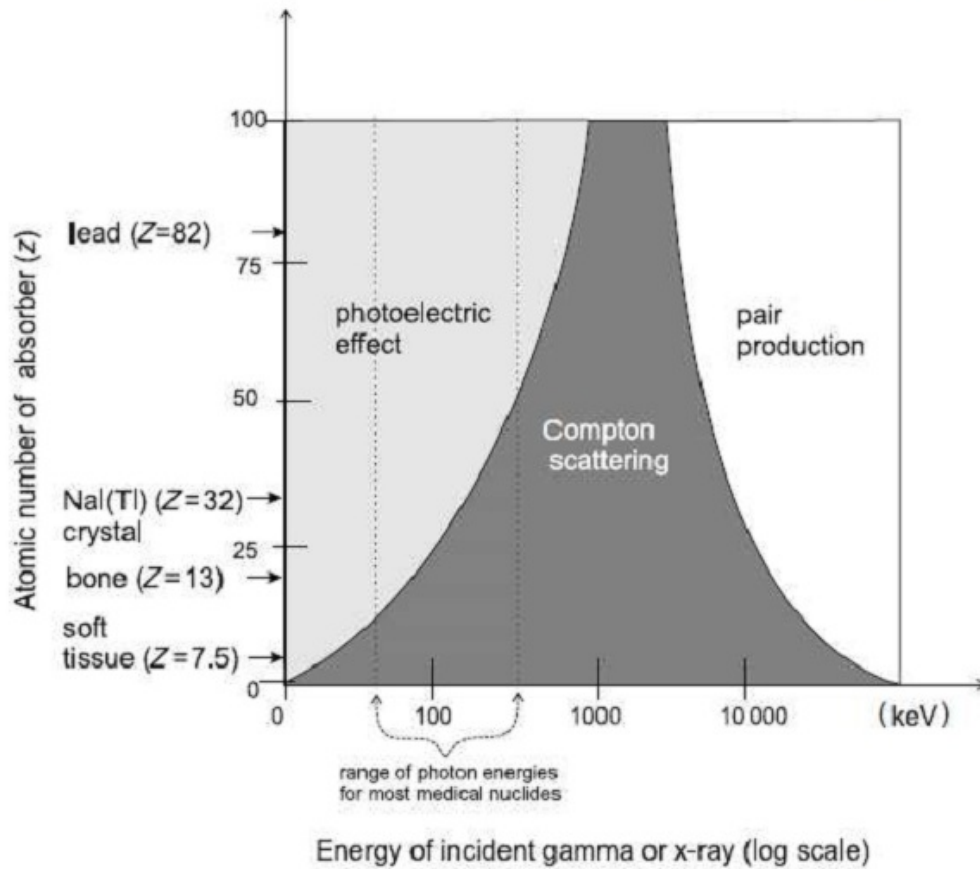 100
lead (Z=82)
75
photoelectric
effect
pair
production
50
Compton
scattering
NaI(Tl) (Z=32)
crystal
25
bone (Z=13)
soft
tissue (Z=7.5)
0
Atomic number of absorber (z)
0 100 1000 10 000 (keV)
range of photon energies
for most medical nuclides
Energy of incident gamma or x-ray (log scale)